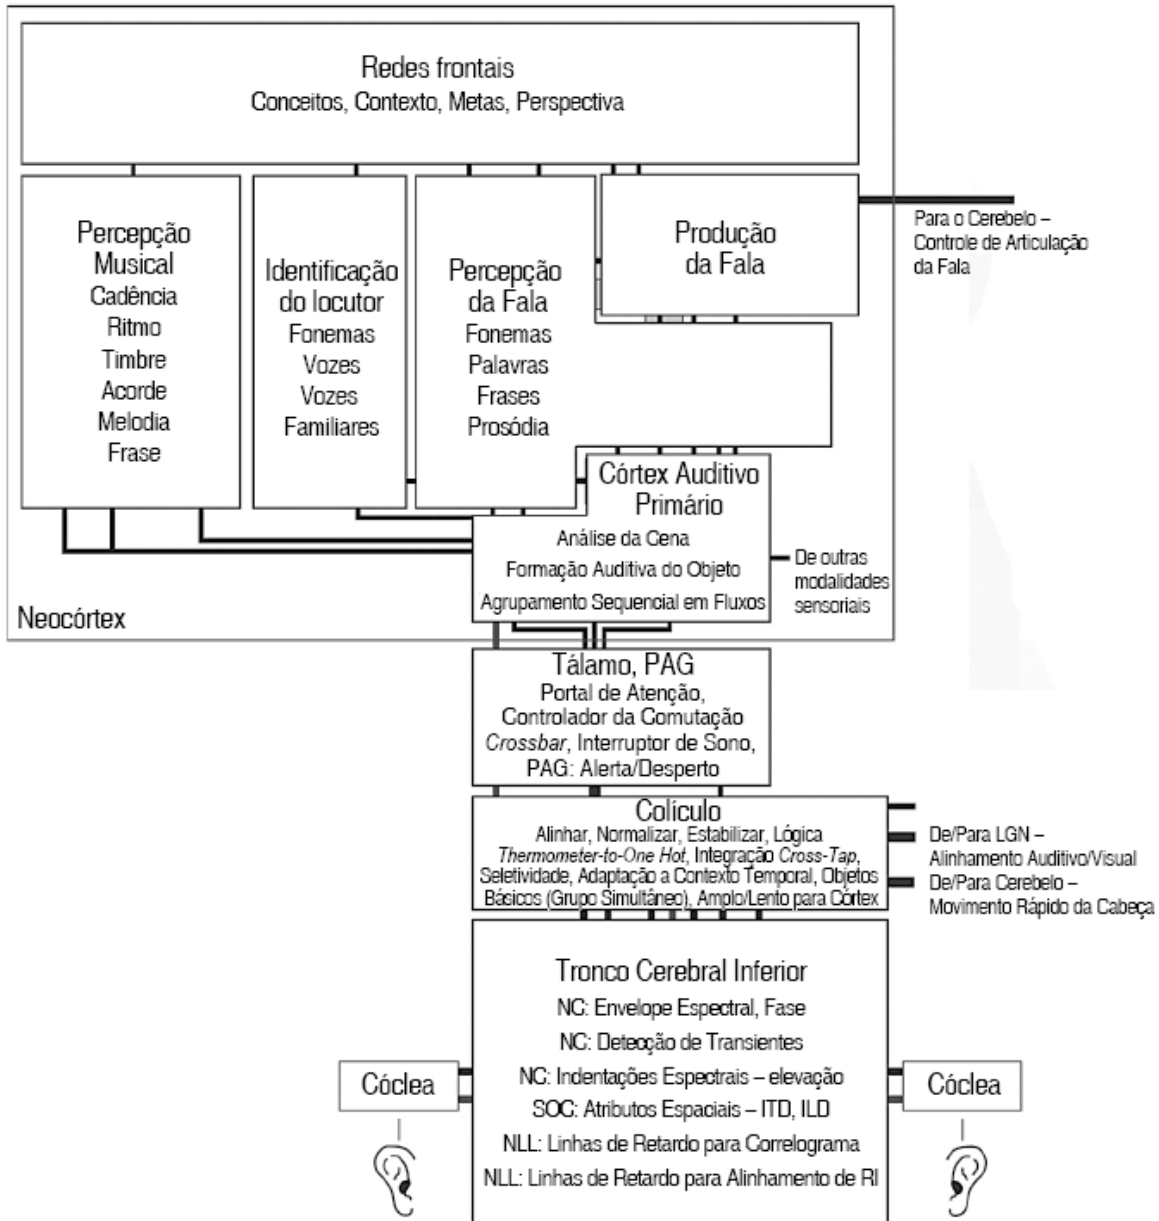 Redes frontais
Conceitos, Contexto, Metas, Perspectiva
Percepção
Musical
Cadência
Ritmo
Timbre
Acorde
Melodia
Frase
Identificação
do locutor
Fonemas
Vozes
Vozes
Familiares
Percepção
da Fala
Fonemas
Palavras
Frases
Prosódia
Produção
da Fala
Para o Cerebelo –
Controle de Articulação
da Fala
Córtex Auditivo
Primário
Análise da Cena
Formação Auditiva do Objeto
Agrupamento Sequencial em Fluxos
De outras
modalidades
sensoriais
Neocórtex
Tálamo, PAG
Portal de Atenção,
Controlador da Comutação
Crossbar, Interruptor de Sono,
PAG: Alerta/Desperto
Colículo
Alinhar, Normalizar, Estabilizar, Lógica
Thermometer-to-One Hot, Integração Cross-Tap,
Seletividade, Adaptação a Contexto Temporal, Objetos
Básicos (Grupo Simultâneo), Amplo/Lento para Córtex
De/Para LGN –
Alinhamento Auditivo/Visual
De/Para Cerebelo –
Movimento Rápido da Cabeça
Tronco Cerebral Inferior
NC: Envelope Espectral, Fase
NC: Detecção de Transientes
NC: Indentações Espectrais – elevação
SOC: Atributos Espaciais – ITD, ILD
NLL: Linhas de Retardo para Correlograma
NLL: Linhas de Retardo para Alinhamento de RI
Cóclea
Cóclea